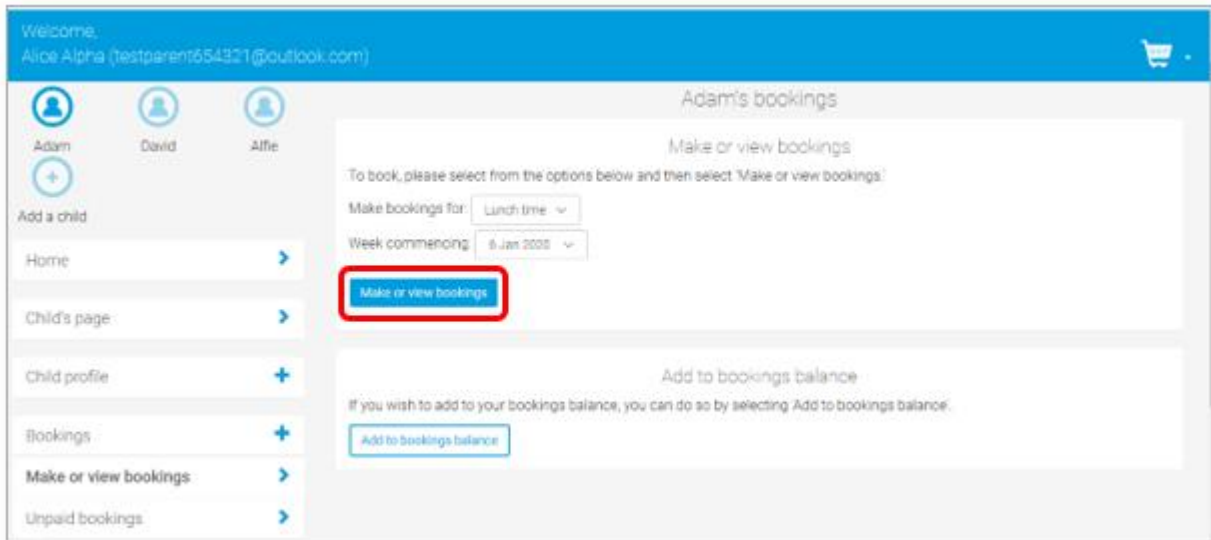 Welcome,
Alice Alpha (testparent654321@outlook.com)
Adam
David
Alfie
Add a child
Home
Child's page
Child profile
Bookings
Make or view bookings
Unpaid bookings
Adam's bookings
Make or view bookings
To book, please select from the options below and then select 'Make or view bookings.'
Make bookings for: Lunch time
Week commencing: 6 Jan 2020
Make or view bookings
Add to bookings balance
If you wish to add to your bookings balance, you can do so by selecting 'Add to bookings balance'.
Add to bookings balance